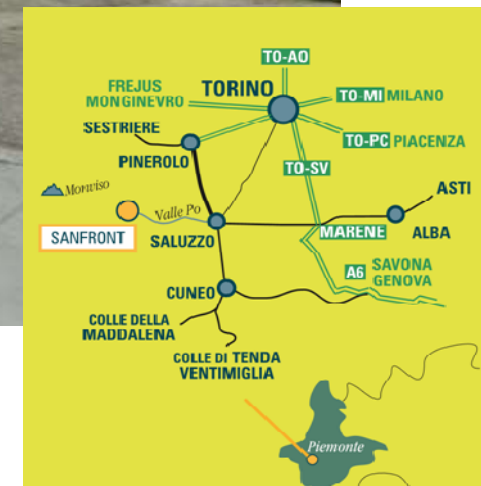 TO-AO
FREJUS
MONGINEVRO
TORINO
TO-MI MILANO
SESTRIERE
TO-PC PIACENZA
PINEROLO
TO-SV
Monviso
ASTI
Valle Po
SANFRONT
SALUZZO
MARENE
ALBA
A6
SAVONA
GENOVA
CUNEO
COLLE DELLA
MADDALENA
COLLE DI TENDA
VENTIMIGLIA
Piemonte